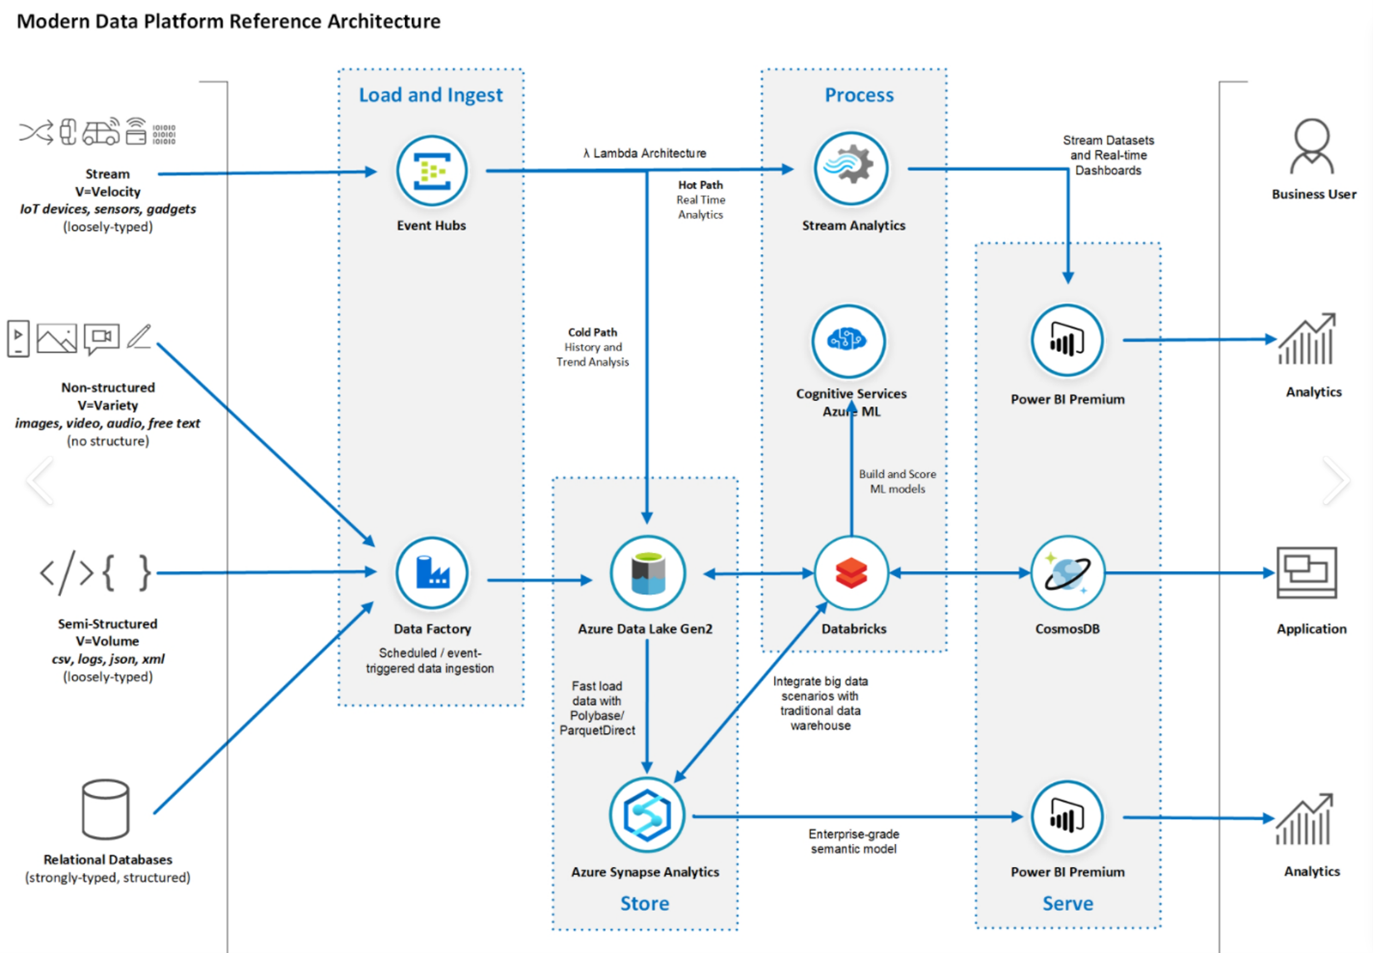 Modern Data Platform Reference Architecture
Load and Ingest
Process
Stream
V=Velocity
IoT devices, sensors, gadgets
(loosely-typed)
010101
010101
010101
Event Hubs
λ Lambda Architecture
Hot Path
Real Time
Analytics
Stream Analytics
Stream Datasets
and Real-time
Dashboards
Business User
Non-structured
V=Variety
images, video, audio, free text
(no structure)
Cold Path
History and
Trend Analysis
Cognitive Services
Azure ML
Build and Score
ML models
Power BI Premium
Analytics
</> { }
Semi-Structured
V=Volume
csv, logs, json, xml
(loosely-typed)
Data Factory
Scheduled / event-
triggered data ingestion
Azure Data Lake Gen2
Databricks
CosmosDB
Application
Fast load
data with
Polybase/
ParquetDirect
Integrate big data
scenarios with
traditional data
warehouse
Relational Databases
(strongly-typed, structured)
Azure Synapse Analytics
Enterprise-grade
semantic model
Power BI Premium
Analytics
Store
Serve